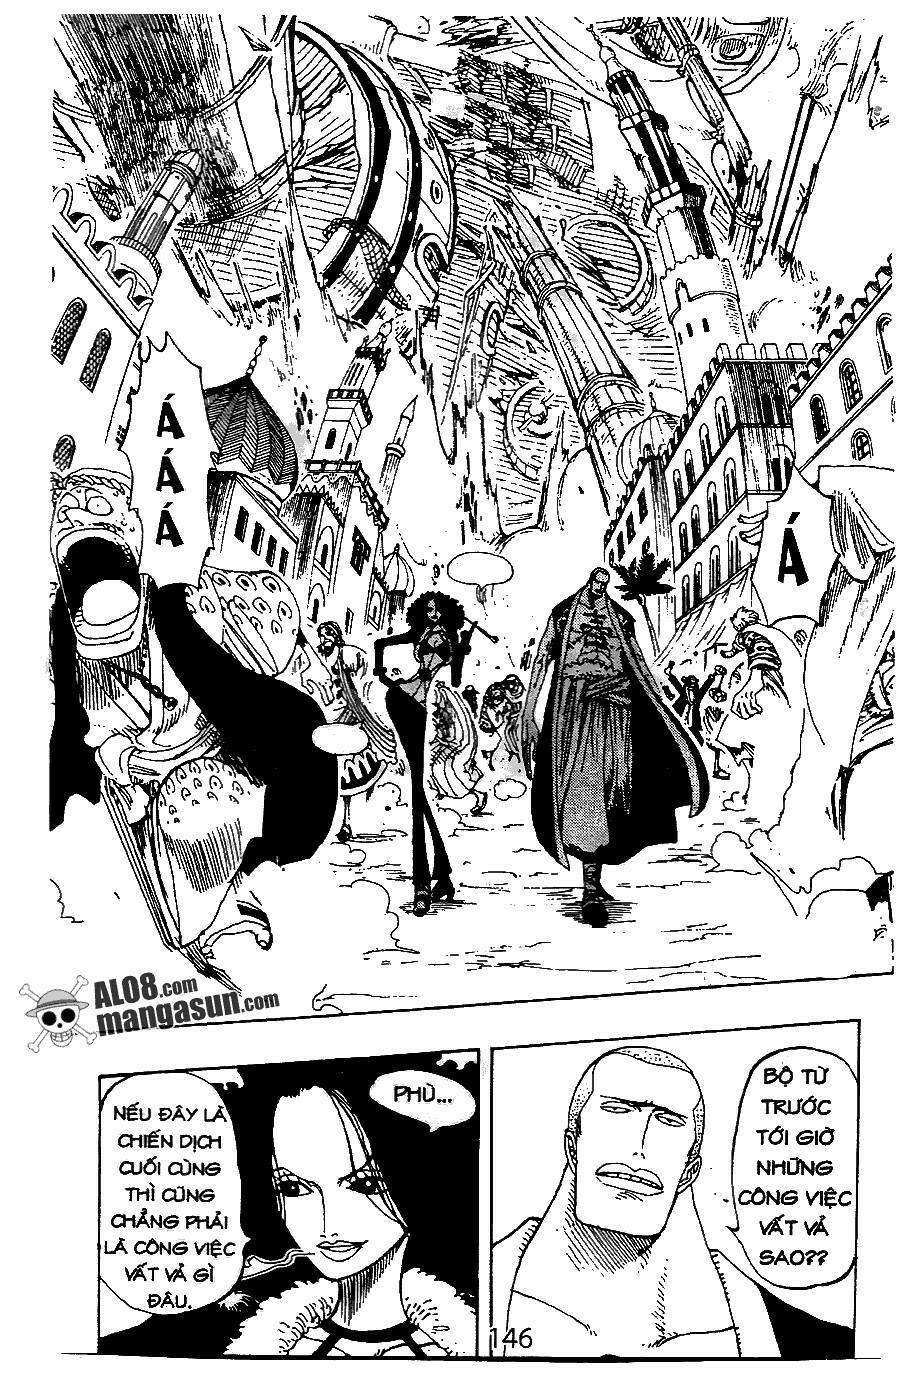 Á
Á
Á
Á
AL08.com
mangasun.com
PHÙ...
NẾU ĐÂY LÀ
CHIẾN DỊCH
CUỐI CÙNG
THÌ CŨNG
CHẲNG PHẢI
LÀ CÔNG VIỆC
VẤT VẢ GÌ
ĐÂU.
BỘ TỪ
TRƯỚC
TỚI GIỜ
NHỮNG
CÔNG VIỆC
VẤT VẢ
SAO??
146